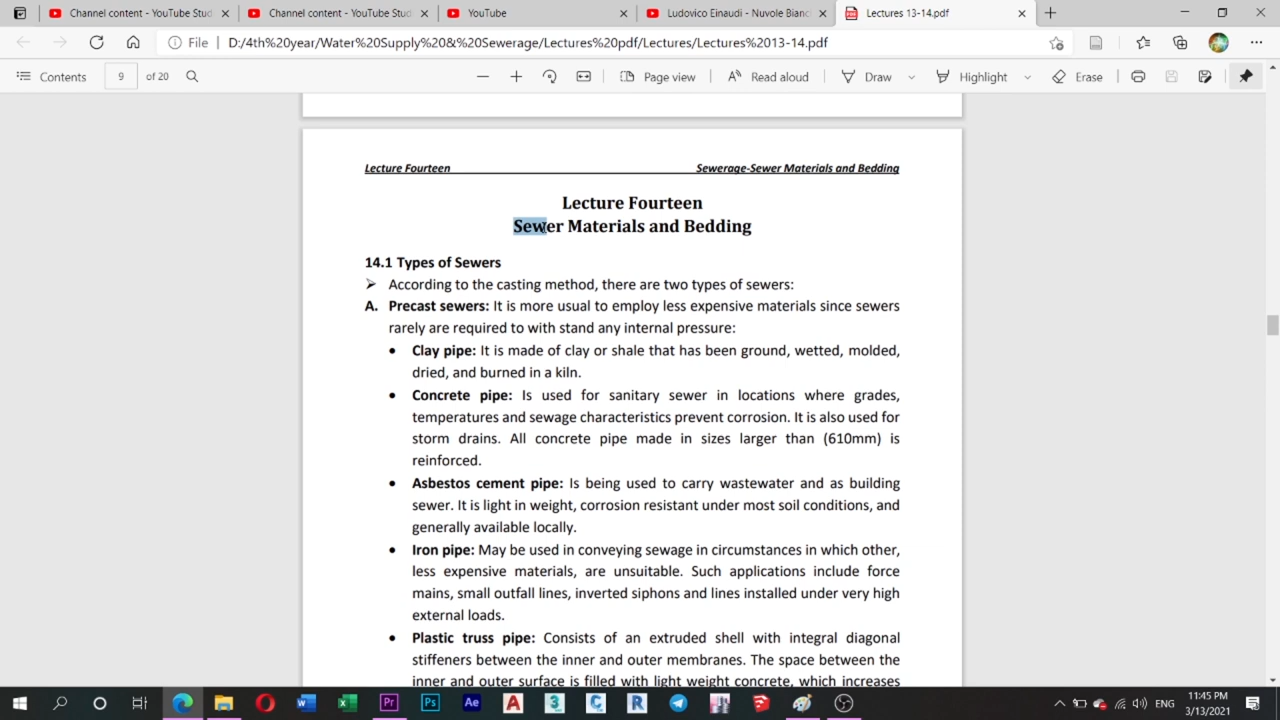 Channel content - YouTube Stud
Channel content - YouTube Stud
YouTube
Ludovico Einaudi - Nuvole Bianc
Lectures 13-14.pdf
File
D:/4th%20year/Water%20Supply%20&%20Sewerage/Lectures%20pdf/Lectures/Lectures%2013-14.pdf
Contents
9 of 20
Page view
Read aloud
Draw
Highlight
Erase
Lecture Fourteen Sewerage-Sewer Materials and Bedding
Lecture Fourteen
Sewer Materials and Bedding
14.1 Types of Sewers
➢ According to the casting method, there are two types of sewers:
A. Precast sewers: It is more usual to employ less expensive materials since sewers
rarely are required to with stand any internal pressure:
• Clay pipe: It is made of clay or shale that has been ground, wetted, molded,
dried, and burned in a kiln.
• Concrete pipe: Is used for sanitary sewer in locations where grades,
temperatures and sewage characteristics prevent corrosion. It is also used for
storm drains. All concrete pipe made in sizes larger than (610mm) is
reinforced.
• Asbestos cement pipe: Is being used to carry wastewater and as building
sewer. It is light in weight, corrosion resistant under most soil conditions, and
generally available locally.
• Iron pipe: May be used in conveying sewage in circumstances in which other,
less expensive materials, are unsuitable. Such applications include force
mains, small outfall lines, inverted siphons and lines installed under very high
external loads.
• Plastic truss pipe: Consists of an extruded shell with integral diagonal
stiffeners between the inner and outer membranes. The space between the
inner and outer surface is filled with light weight concrete, which increases
ENG
11:45 PM
3/13/2021